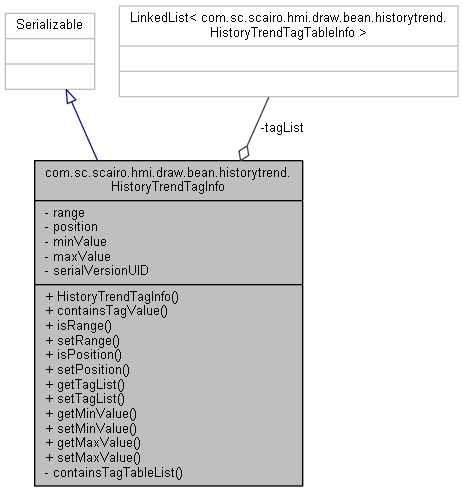 Serializable
LinkedList< com.sc.scairo.hmi.draw.bean.historytrend.
HistoryTrendTagTableInfo >
-tagList
com.sc.scairo.hmi.draw.bean.historytrend.
HistoryTrendTagInfo
- range
- position
- minValue
- maxValue
- serialVersionUID
+ HistoryTrendTagInfo()
+ containsTagValue()
+ isRange()
+ setRange()
+ isPosition()
+ setPosition()
+ getTagList()
+ setTagList()
+ getMinValue()
+ setMinValue()
+ getMaxValue()
+ setMaxValue()
- containsTagTableList()